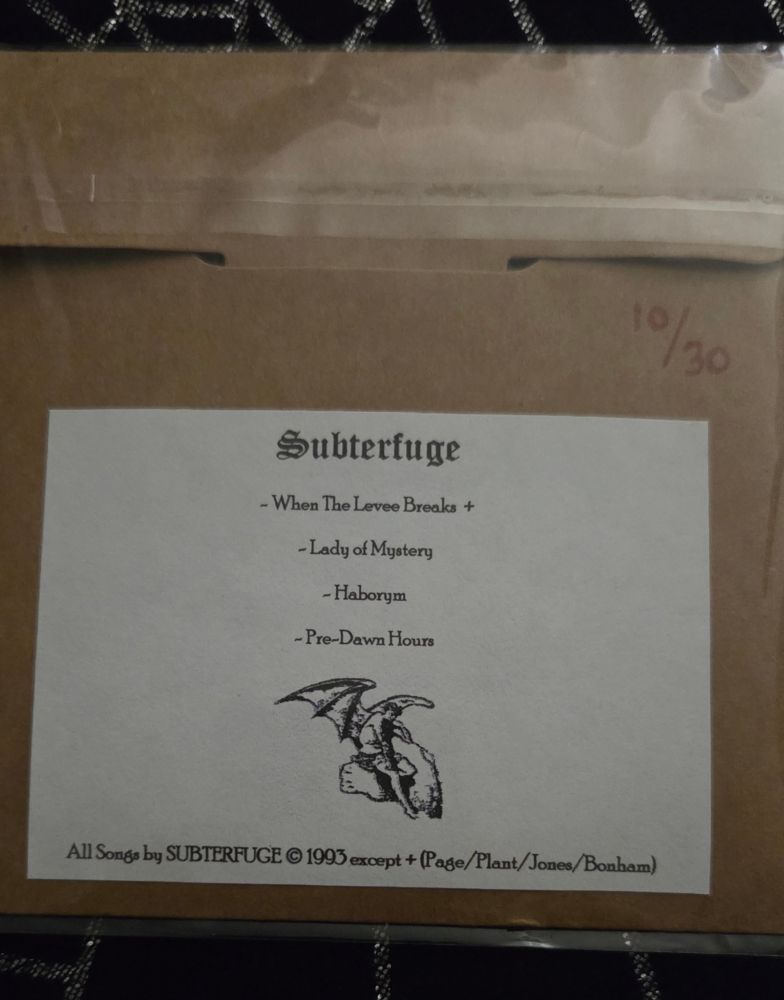 10/30
Subterfuge
~ When The Levee Breaks +
~ Lady of Mystery
~ Haborym
~ Pre-Dawn Hours
All Songs by SUBTERFUGE © 1993 except + (Page/Plant/Jones/Bonham)